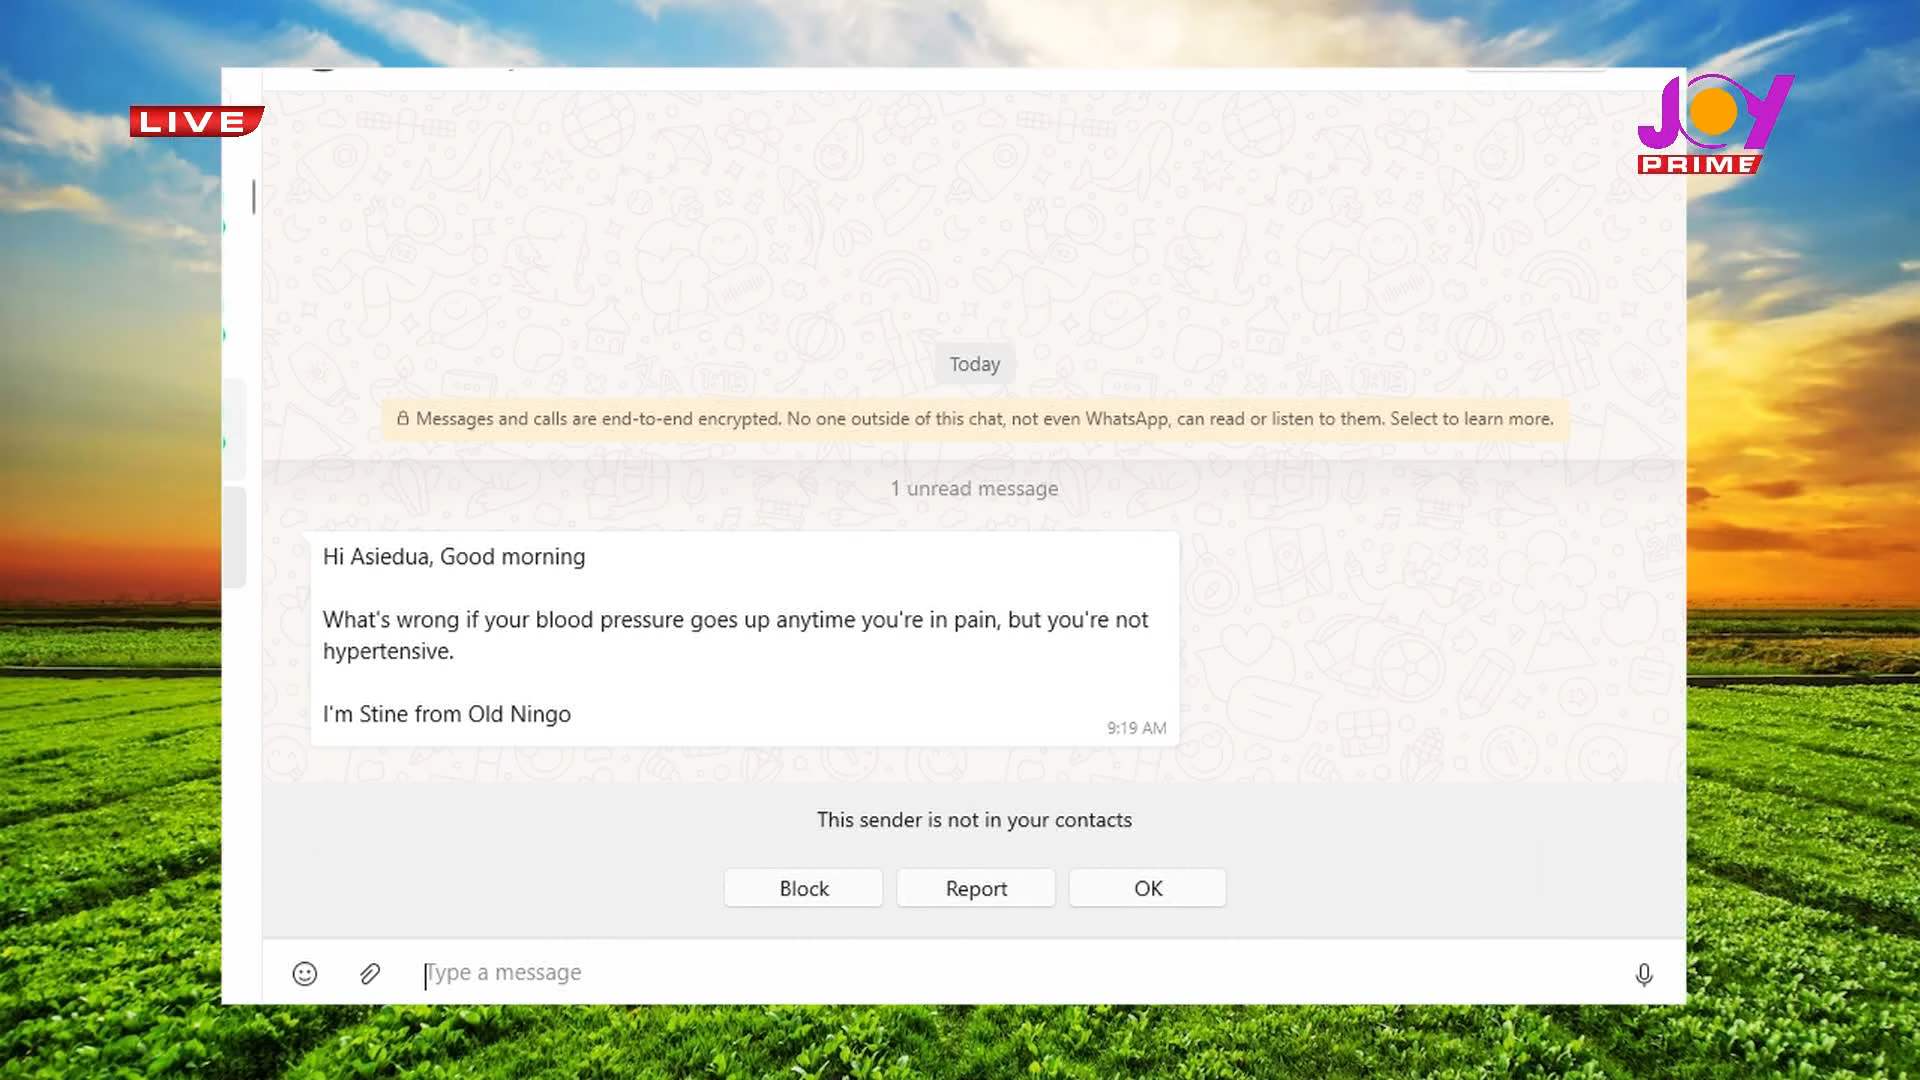 LIVE
JOY
PRIME
Today
Messages and calls are end-to-end encrypted. No one outside of this chat, not even WhatsApp, can read or listen to them. Select to learn more.
1 unread message
Hi Asiedua, Good morning
What's wrong if your blood pressure goes up anytime you're in pain, but you're not
hypertensive.
I'm Stine from Old Ningo
9:19 AM
This sender is not in your contacts
Block
Report
OK
Type a message